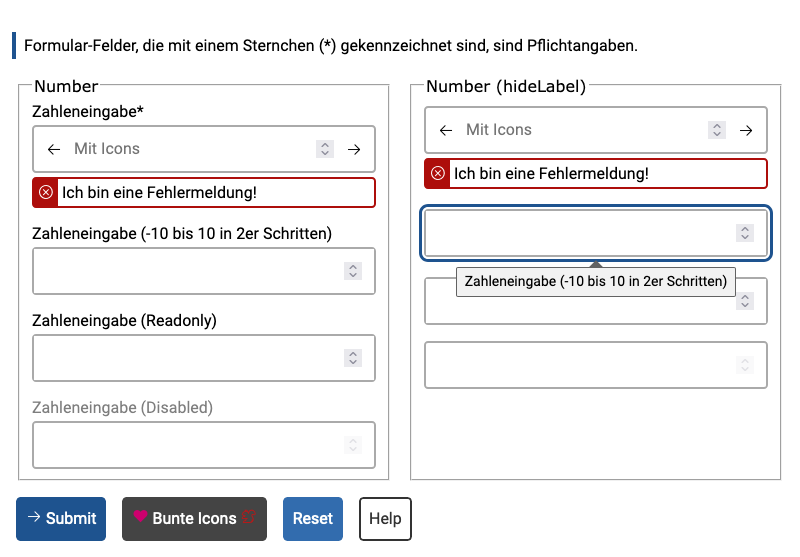 Formular-Felder, die mit einem Sternchen (*) gekennzeichnet sind, sind Pflichtangaben.
Number
Zahleneingabe*
Mit Icons
Ich bin eine Fehlermeldung!
Zahleneingabe (-10 bis 10 in 2er Schritten)
Zahleneingabe (Readonly)
Zahleneingabe (Disabled)
Number (hideLabel)
Mit Icons
Ich bin eine Fehlermeldung!
Zahleneingabe (-10 bis 10 in 2er Schritten)
Submit
Bunte Icons
Reset
Help